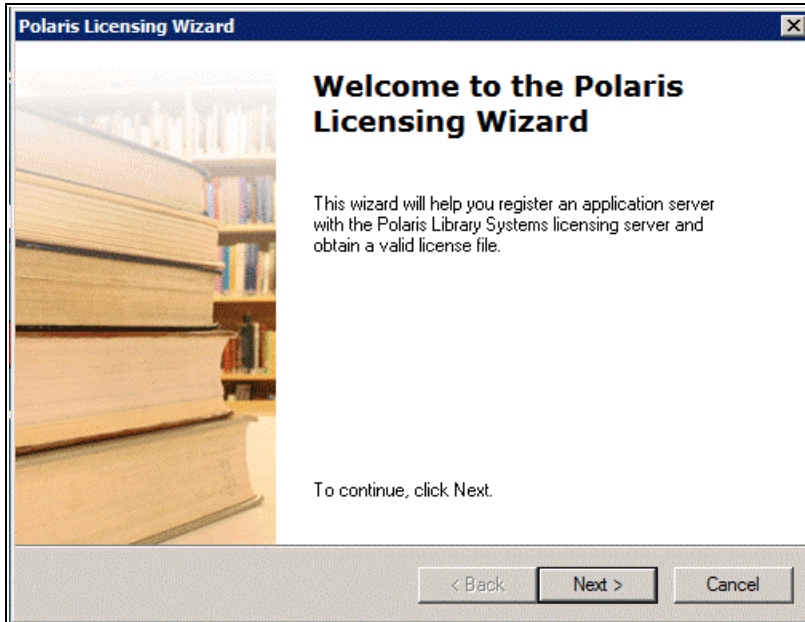 Polaris Licensing Wizard
Welcome to the Polaris
Licensing Wizard
This wizard will help you register an application server
with the Polaris Library Systems licensing server and
obtain a valid license file.
To continue, click Next.
< Back
Next >
Cancel